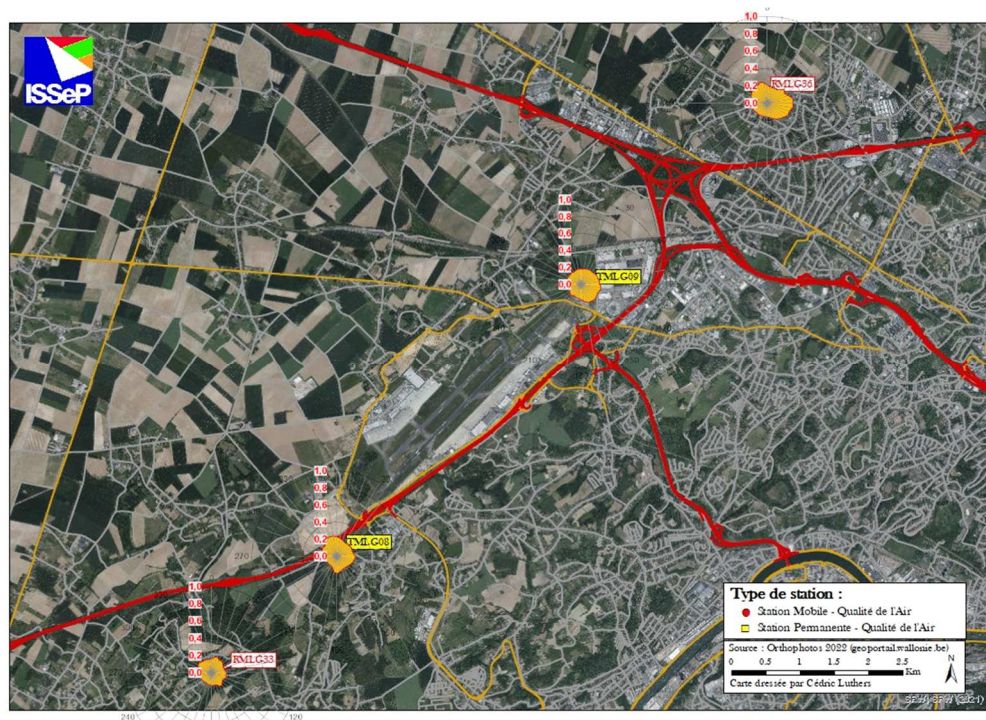 ISSeP
1,0
0,8
0,6
0,4
0,2
0,0
RMLG36
1,0
0,8
0,6
0,4
0,2
0,0
TMLG09
30
1,0
0,8
0,6
0,4
0,2
0,0
TMLG08
270
1,0
0,8
0,6
0,4
0,2
0,0
RMLG33
240
120
Type de station :
Station Mobile - Qualité de l'Air
Station Permanente - Qualité de l'Air
Source : Orthophotos 2022 (geoportail.wallonie.be)
0 0.5 1 1.5 2 2.5
Km
N
Carte dressée par Cédric Luthers